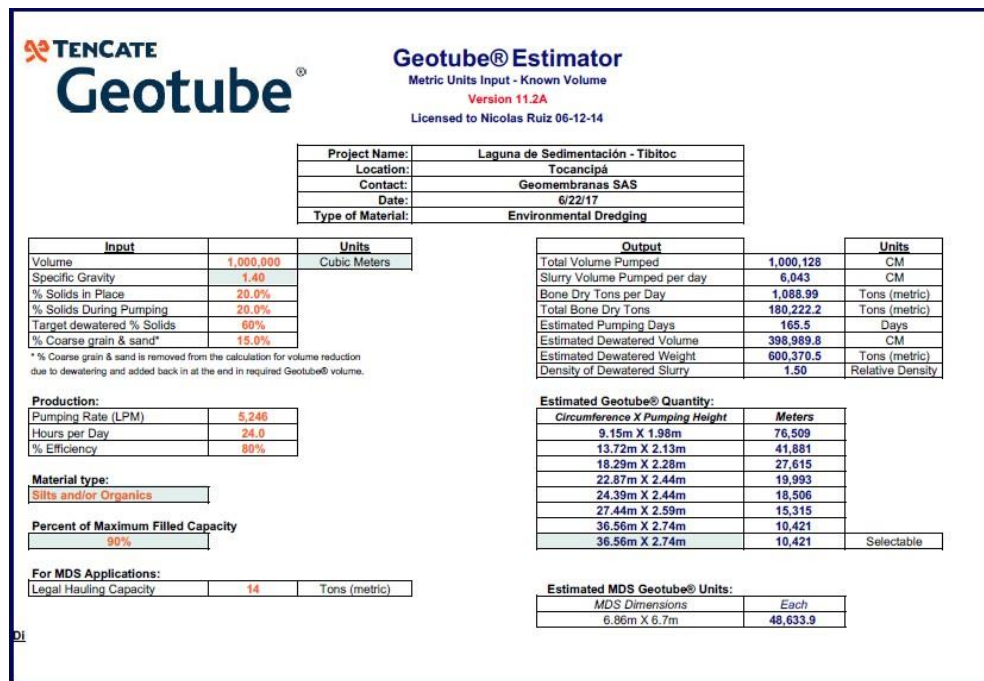 TENCATE
Geotube®
Geotube® Estimator
Metric Units Input - Known Volume
Version 11.2A
Licensed to Nicolas Ruiz 06-12-14
Project Name: Laguna de Sedimentación - Tibitoc
Location: Tocancipá
Contact: Geomembranas SAS
Date: 6/22/17
Type of Material: Environmental Dredging
Input Units
Volume 1,000,000 Cubic Meters
Specific Gravity 1.40
% Solids in Place 20.0%
% Solids During Pumping 20.0%
Target dewatered % Solids 60%
% Coarse grain & sand* 15.0%
* % Coarse grain & sand is removed from the calculation for volume reduction
due to dewatering and added back in at the end in required Geotube® volume.
Production:
Pumping Rate (LPM) 5,246
Hours per Day 24.0
% Efficiency 80%
Material type:
Silts and/or Organics
Percent of Maximum Filled Capacity
90%
For MDS Applications:
Legal Hauling Capacity 14 Tons (metric)
Di
Output Units
Total Volume Pumped 1,000,128 CM
Slurry Volume Pumped per day 6,043 CM
Bone Dry Tons per Day 1,088.99 Tons (metric)
Total Bone Dry Tons 180,222.2 Tons (metric)
Estimated Pumping Days 165.5 Days
Estimated Dewatered Volume 398,989.8 CM
Estimated Dewatered Weight 600,370.5 Tons (metric)
Density of Dewatered Slurry 1.50 Relative Density
Estimated Geotube® Quantity:
Circumference X Pumping Height Meters
9.15m X 1.98m 76,509
13.72m X 2.13m 41,881
18.29m X 2.28m 27,615
22.87m X 2.44m 19,993
24.39m X 2.44m 18,506
27.44m X 2.59m 15,315
36.56m X 2.74m 10,421
36.56m X 2.74m 10,421 Selectable
Estimated MDS Geotube® Units:
MDS Dimensions Each
6.86m X 6.7m 48,633.9